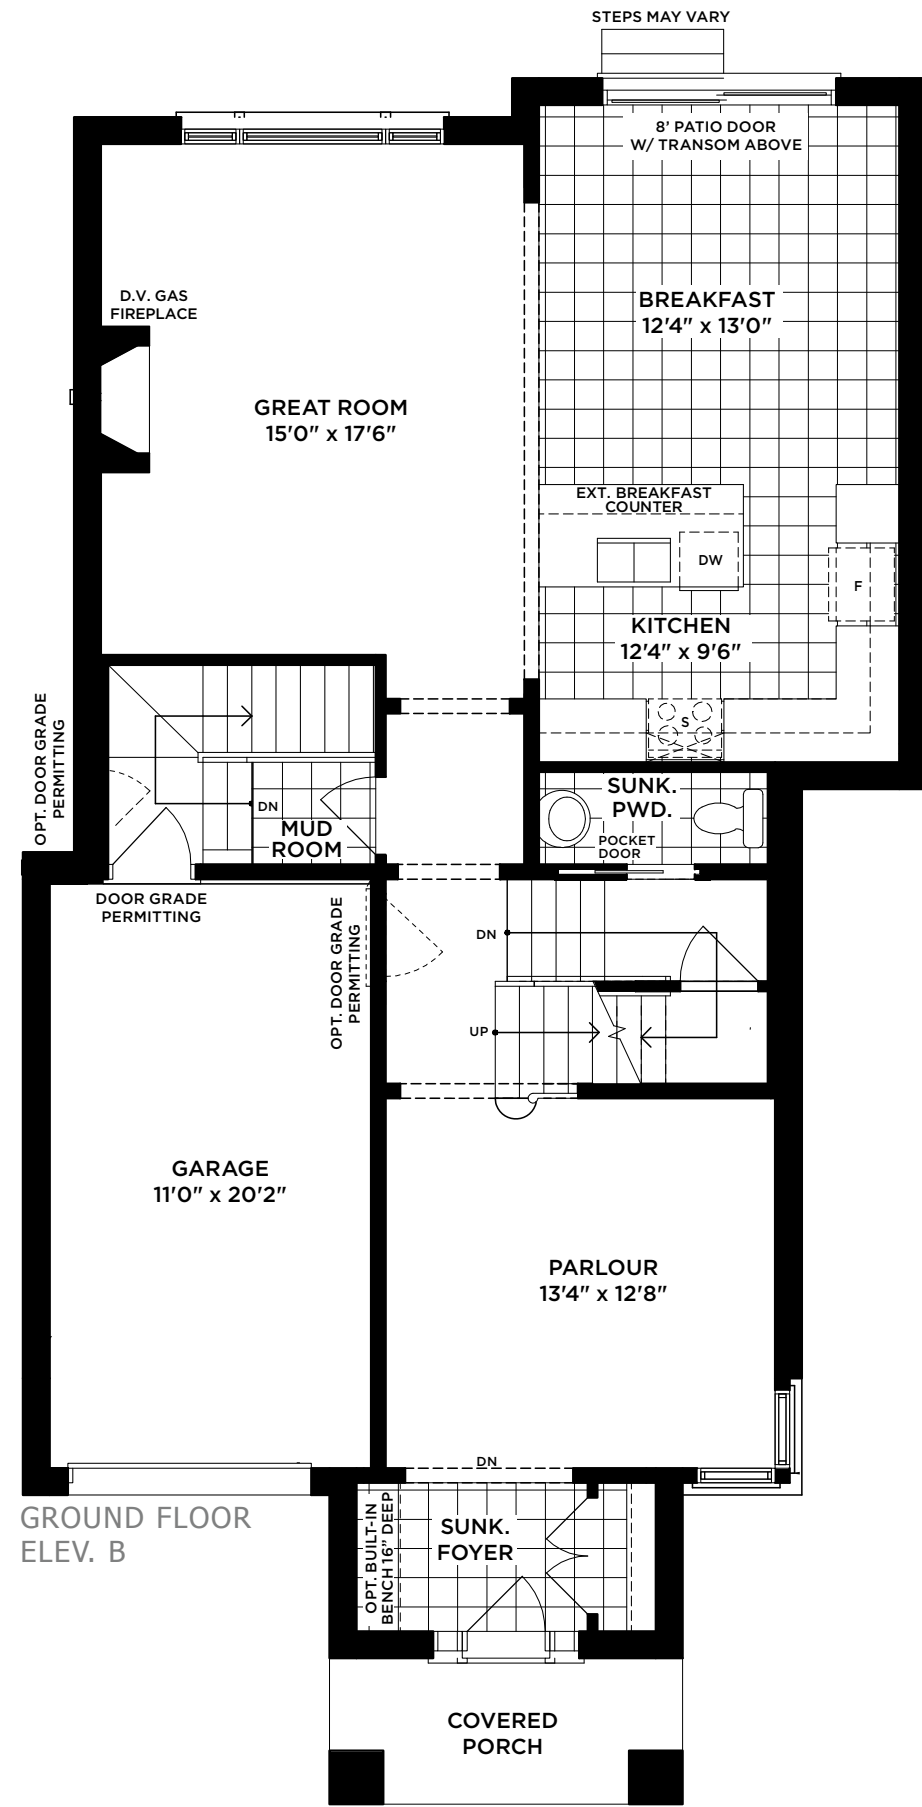 STEPS MAY VARY
8' PATIO DOOR
W/ TRANSOM ABOVE
D.V. GAS
FIREPLACE
BREAKFAST
12'4" x 13'0"
GREAT ROOM
15'0" x 17'6"
EXT. BREAKFAST
COUNTER
DW
F
KITCHEN
12'4" x 9'6"
S
OPT. DOOR GRADE
PERMITTING
DN
MUD
ROOM
SUNK.
PWD.
POCKET
DOOR
DOOR GRADE
PERMITTING
OPT. DOOR GRADE
PERMITTING
DN
UP
GARAGE
11'0" x 20'2"
PARLOUR
13'4" x 12'8"
DN
GROUND FLOOR
ELEV. B
OPT. BUILT-IN
BENCH 16" DEEP
SUNK.
FOYER
COVERED
PORCH